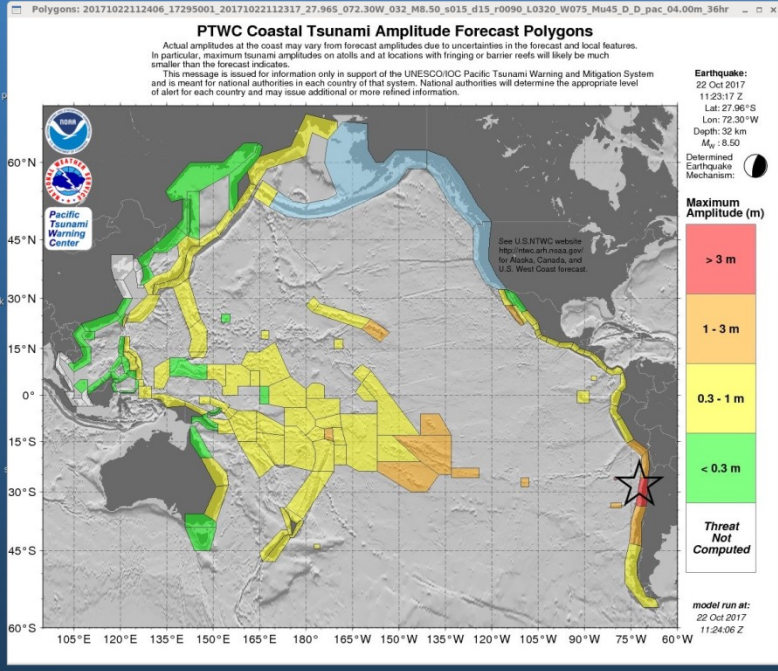 Polygons: 20171022112406_17295001_20171022112317_27.96S_072.30W_032_M8.50_s015_d15_r0090_L0320_W075_Mu45_D_D_pac_04.00m_36hr
PTWC Coastal Tsunami Amplitude Forecast Polygons
Actual amplitudes at the coast may vary from forecast amplitudes due to uncertainties in the forecast and local features.
In particular, maximum tsunami amplitudes on atolls and at locations with fringing or barrier reefs will likely be much
smaller than the forecast indicates.
This message is issued for information only in support of the UNESCO/IOC Pacific Tsunami Warning and Mitigation System
and is meant for national authorities in each country of that system. National authorities will determine the appropriate level
of alert for each country and may issue additional or more refined information.
Earthquake:
22 Oct 2017
11:23:17 Z
Lat: 27.96°S
Lon: 72.30°W
Depth: 32 km
Mw : 8.50
Determined
Earthquake
Mechanism:
Maximum
Amplitude (m)
> 3 m
1 - 3 m
0.3 - 1 m
< 0.3 m
Threat
Not
Computed
model run at:
22 Oct 2017
11:24:06 Z
NOAA
Pacific
Tsunami
Warning
Center
See U.S.NTWC website
http://ntwc.arh.noaa.gov/
for Alaska, Canada, and
U.S. West Coast forecast.
60°N
45°N
30°N
15°N
0°
15°S
30°S
45°S
60°S
105°E 120°E 135°E 150°E 165°E 180° 165°W 150°W 135°W 120°W 105°W 90°W 75°W 60°W